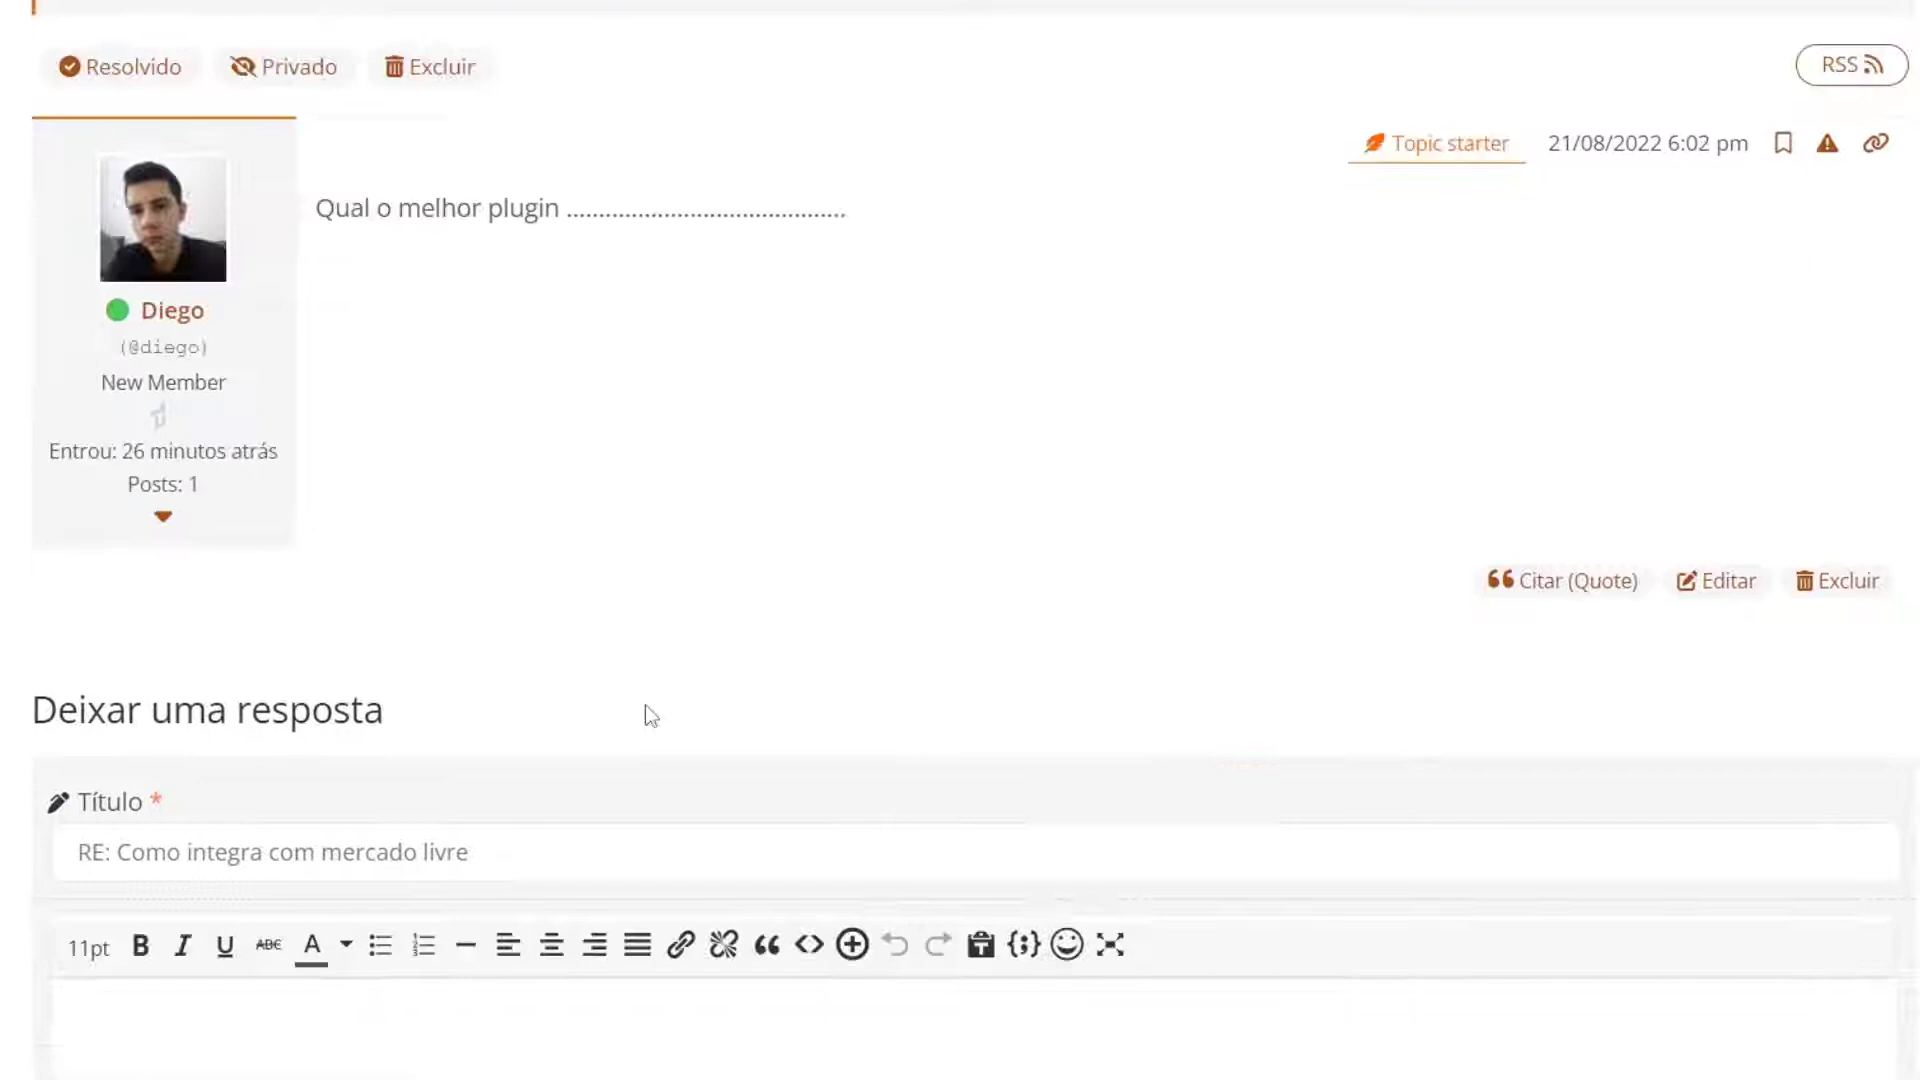 Resolvido Privado Excluir RSS
Topic starter 21/08/2022 6:02 pm
Qual o melhor plugin ...........................................
Diego
(@diego)
New Member
Entrou: 26 minutos atrás
Posts: 1
Citar (Quote) Editar Excluir
Deixar uma resposta
Título *
RE: Como integra com mercado livre
11pt B I U ABC A